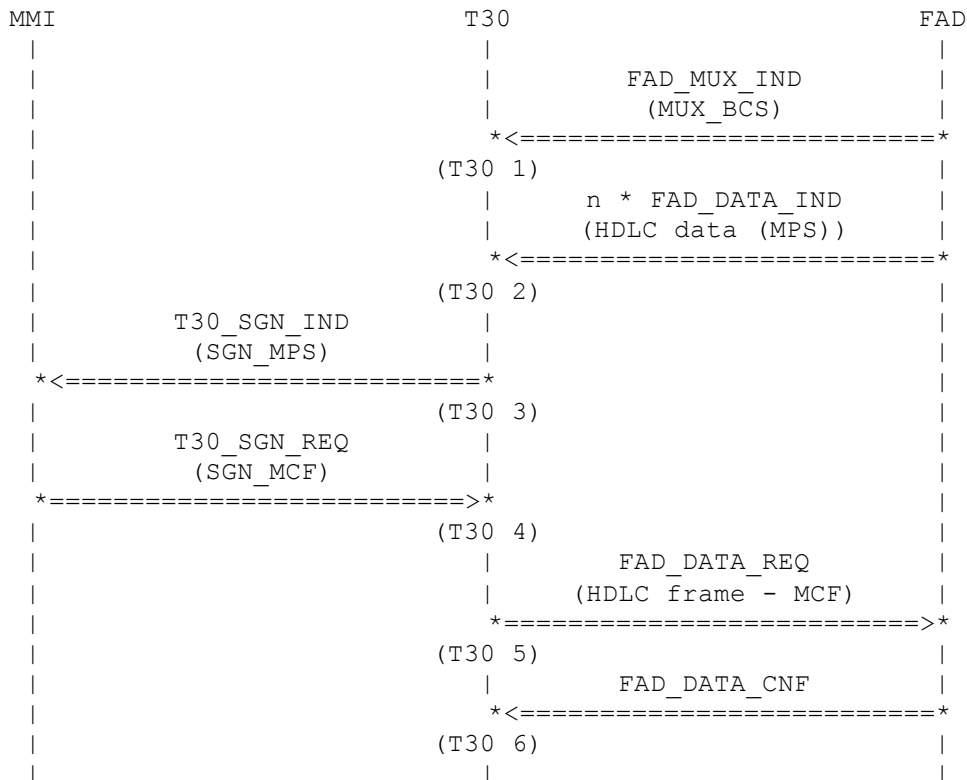 MMI T30 FAD
| | |
| | FAD_MUX_IND |
| | (MUX_BCS) |
| *<==========================*
| (T30 1) |
| | n * FAD_DATA_IND |
| | (HDLC data (MPS)) |
| *<==========================*
| (T30 2) |
| T30_SGN_IND | |
| (SGN_MPS) | |
*<==========================* |
| (T30 3) |
| T30_SGN_REQ | |
| (SGN_MCF) | |
*==========================>* |
| (T30 4) |
| | FAD_DATA_REQ |
| | (HDLC frame - MCF) |
| *==========================>*
| (T30 5) |
| | FAD_DATA_CNF |
| *<==========================*
| (T30 6) |
| | |